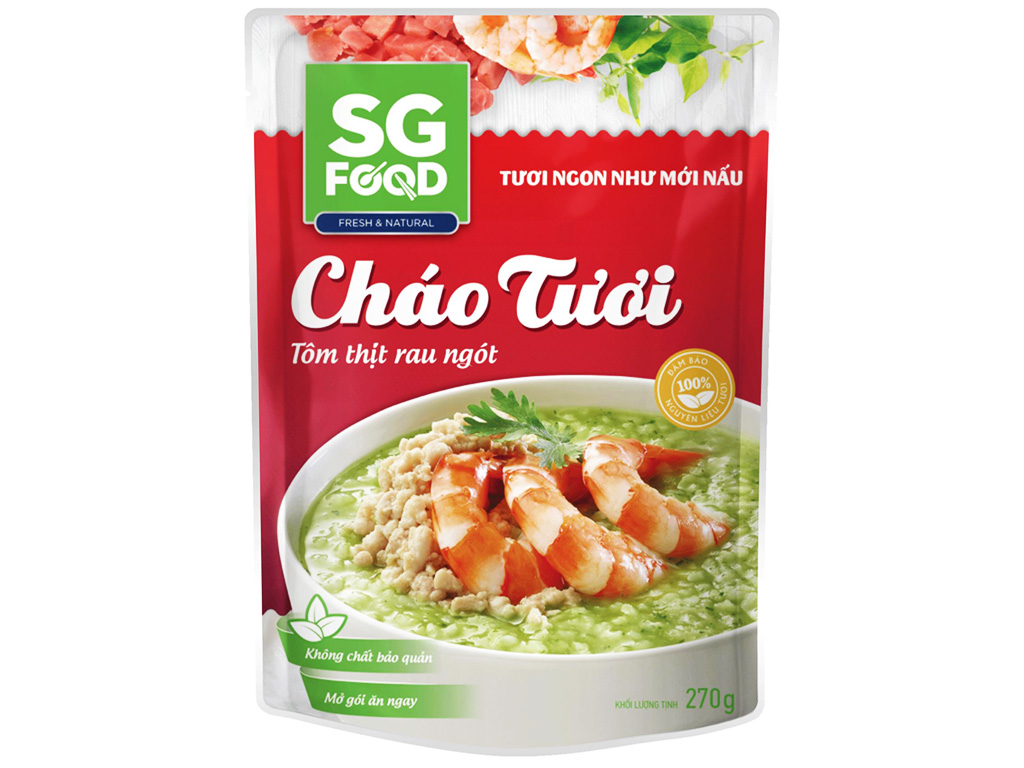 SG
FOOD
FRESH & NATURAL
TƯƠI NGON NHƯ MỚI NẤU
Cháo Tươi
Tôm thịt rau ngót
ĐẢM BẢO
100%
NGUYÊN LIỆU TƯƠI
Không chất bảo quản
Mở gói ăn ngay
KHỐI LƯỢNG TỊNH 270g